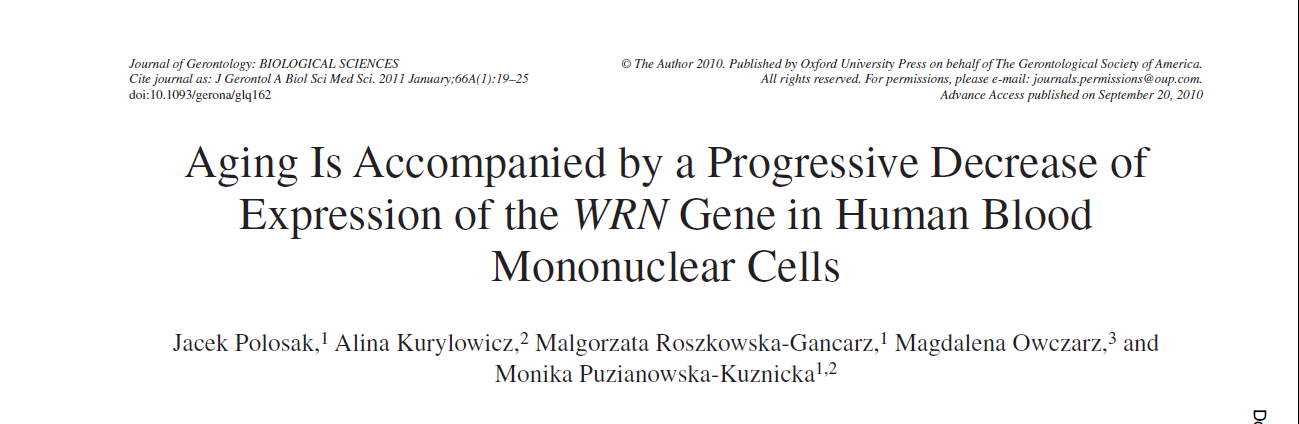 Journal of Gerontology: BIOLOGICAL SCIENCES
Cite journal as: J Gerontol A Biol Sci Med Sci. 2011 January;66A(1):19–25
doi:10.1093/gerona/glq162
© The Author 2010. Published by Oxford University Press on behalf of The Gerontological Society of America.
All rights reserved. For permissions, please e-mail: journals.permissions@oup.com.
Advance Access published on September 20, 2010
Aging Is Accompanied by a Progressive Decrease of
Expression of the WRN Gene in Human Blood
Mononuclear Cells
Jacek Polosak,1 Alina Kurylowicz,2 Malgorzata Roszkowska-Gancarz,1 Magdalena Owczarz,3 and
Monika Puzianowska-Kuznicka1,2